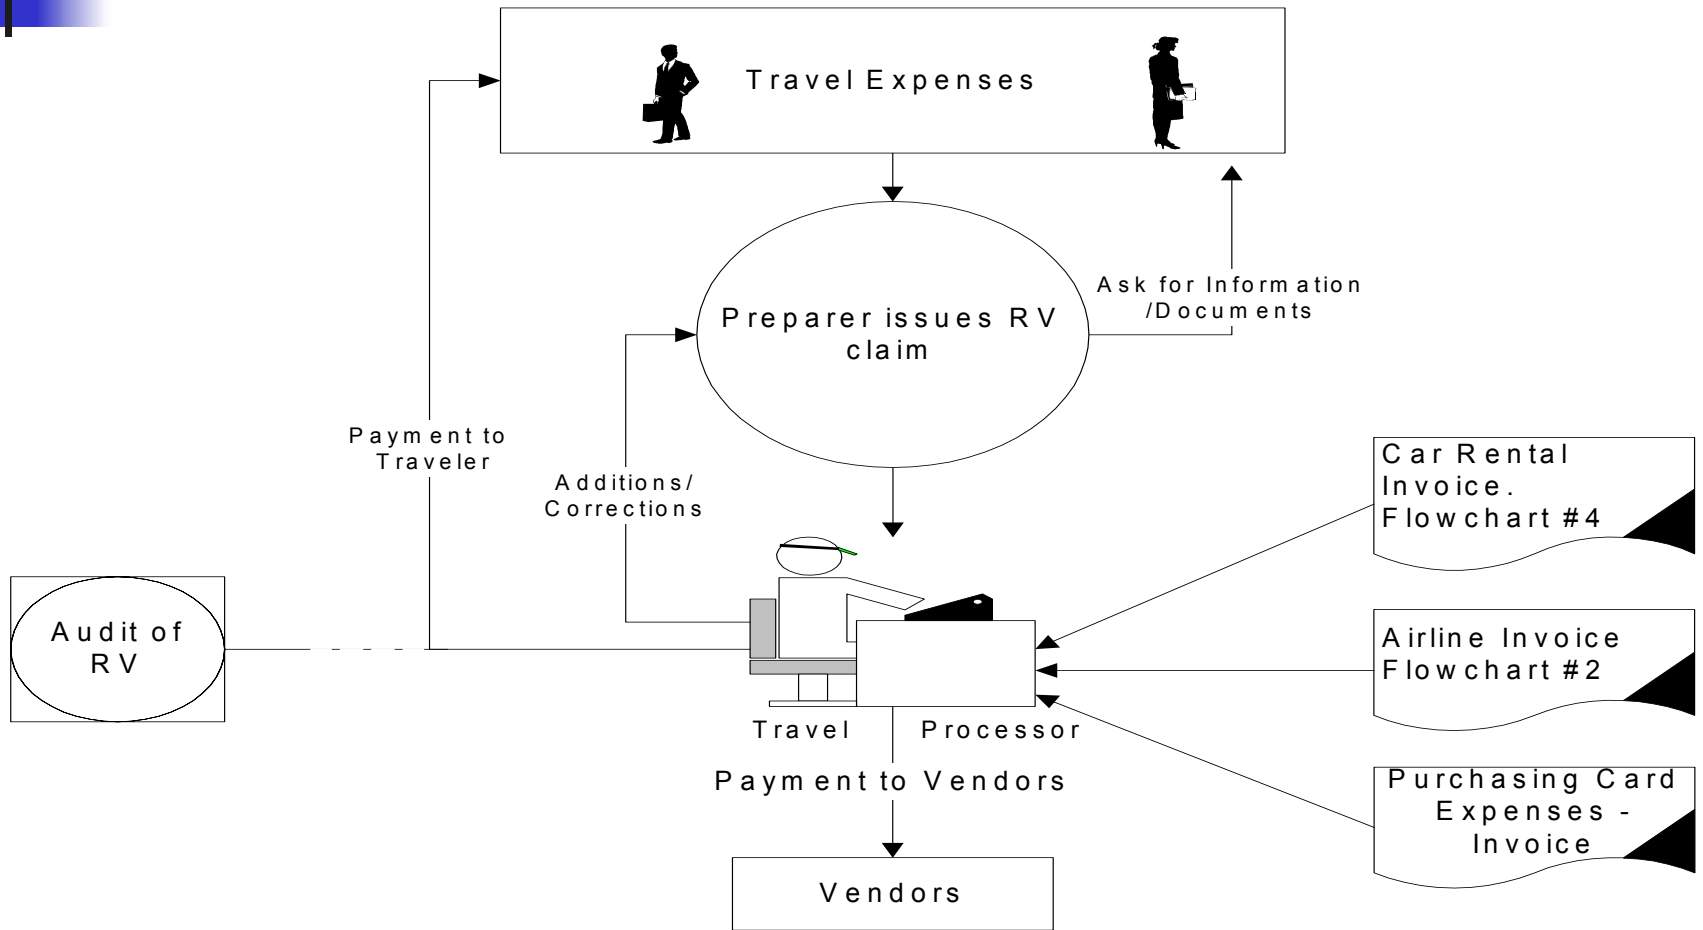 Travel Expenses
Ask for Information
/Documents
Preparer issues RV
claim
Payment to
Traveler
Additions/
Corrections
Car Rental
Invoice.
Flowchart #4
Audit of
RV
Airline Invoice
Flowchart #2
Travel Processor
Payment to Vendors
Purchasing Card
Expenses -
Invoice
Vendors